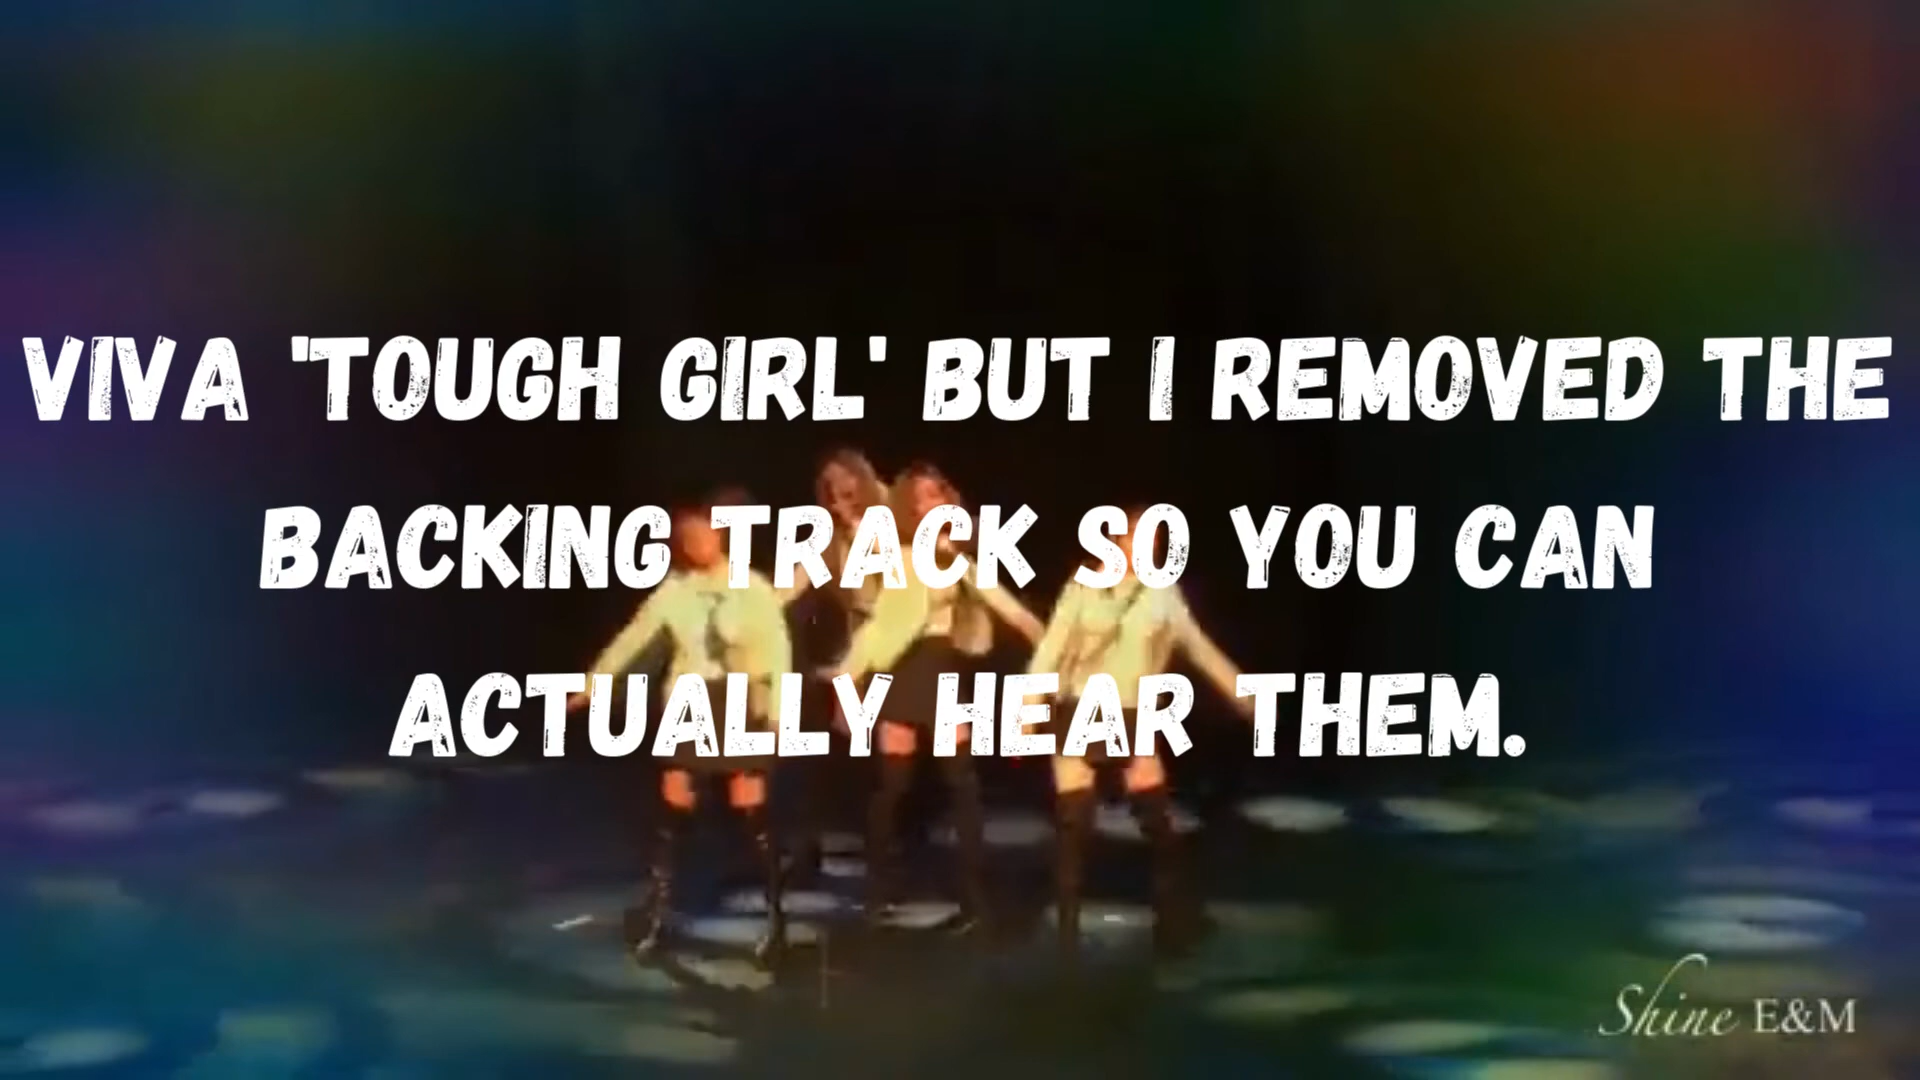 VIVA 'TOUGH GIRL' BUT I REMOVED THE
BACKING TRACK SO YOU CAN
ACTUALLY HEAR THEM.
Shine E&M